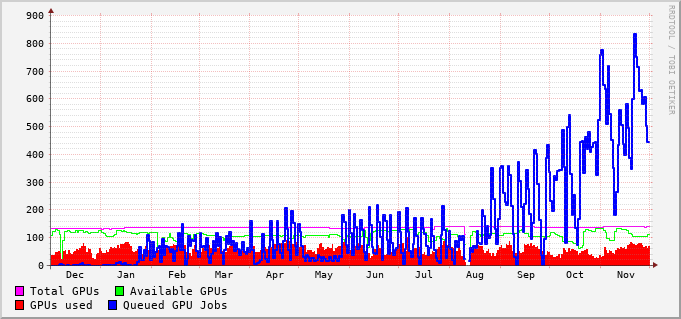 900
800
700
600
500
400
300
200
100
0
Dec Jan Feb Mar Apr May Jun Jul Aug Sep Oct Nov
Total GPUs Available GPUs
GPUs used Queued GPU Jobs
RRDTOOL / TOBI OETIKER